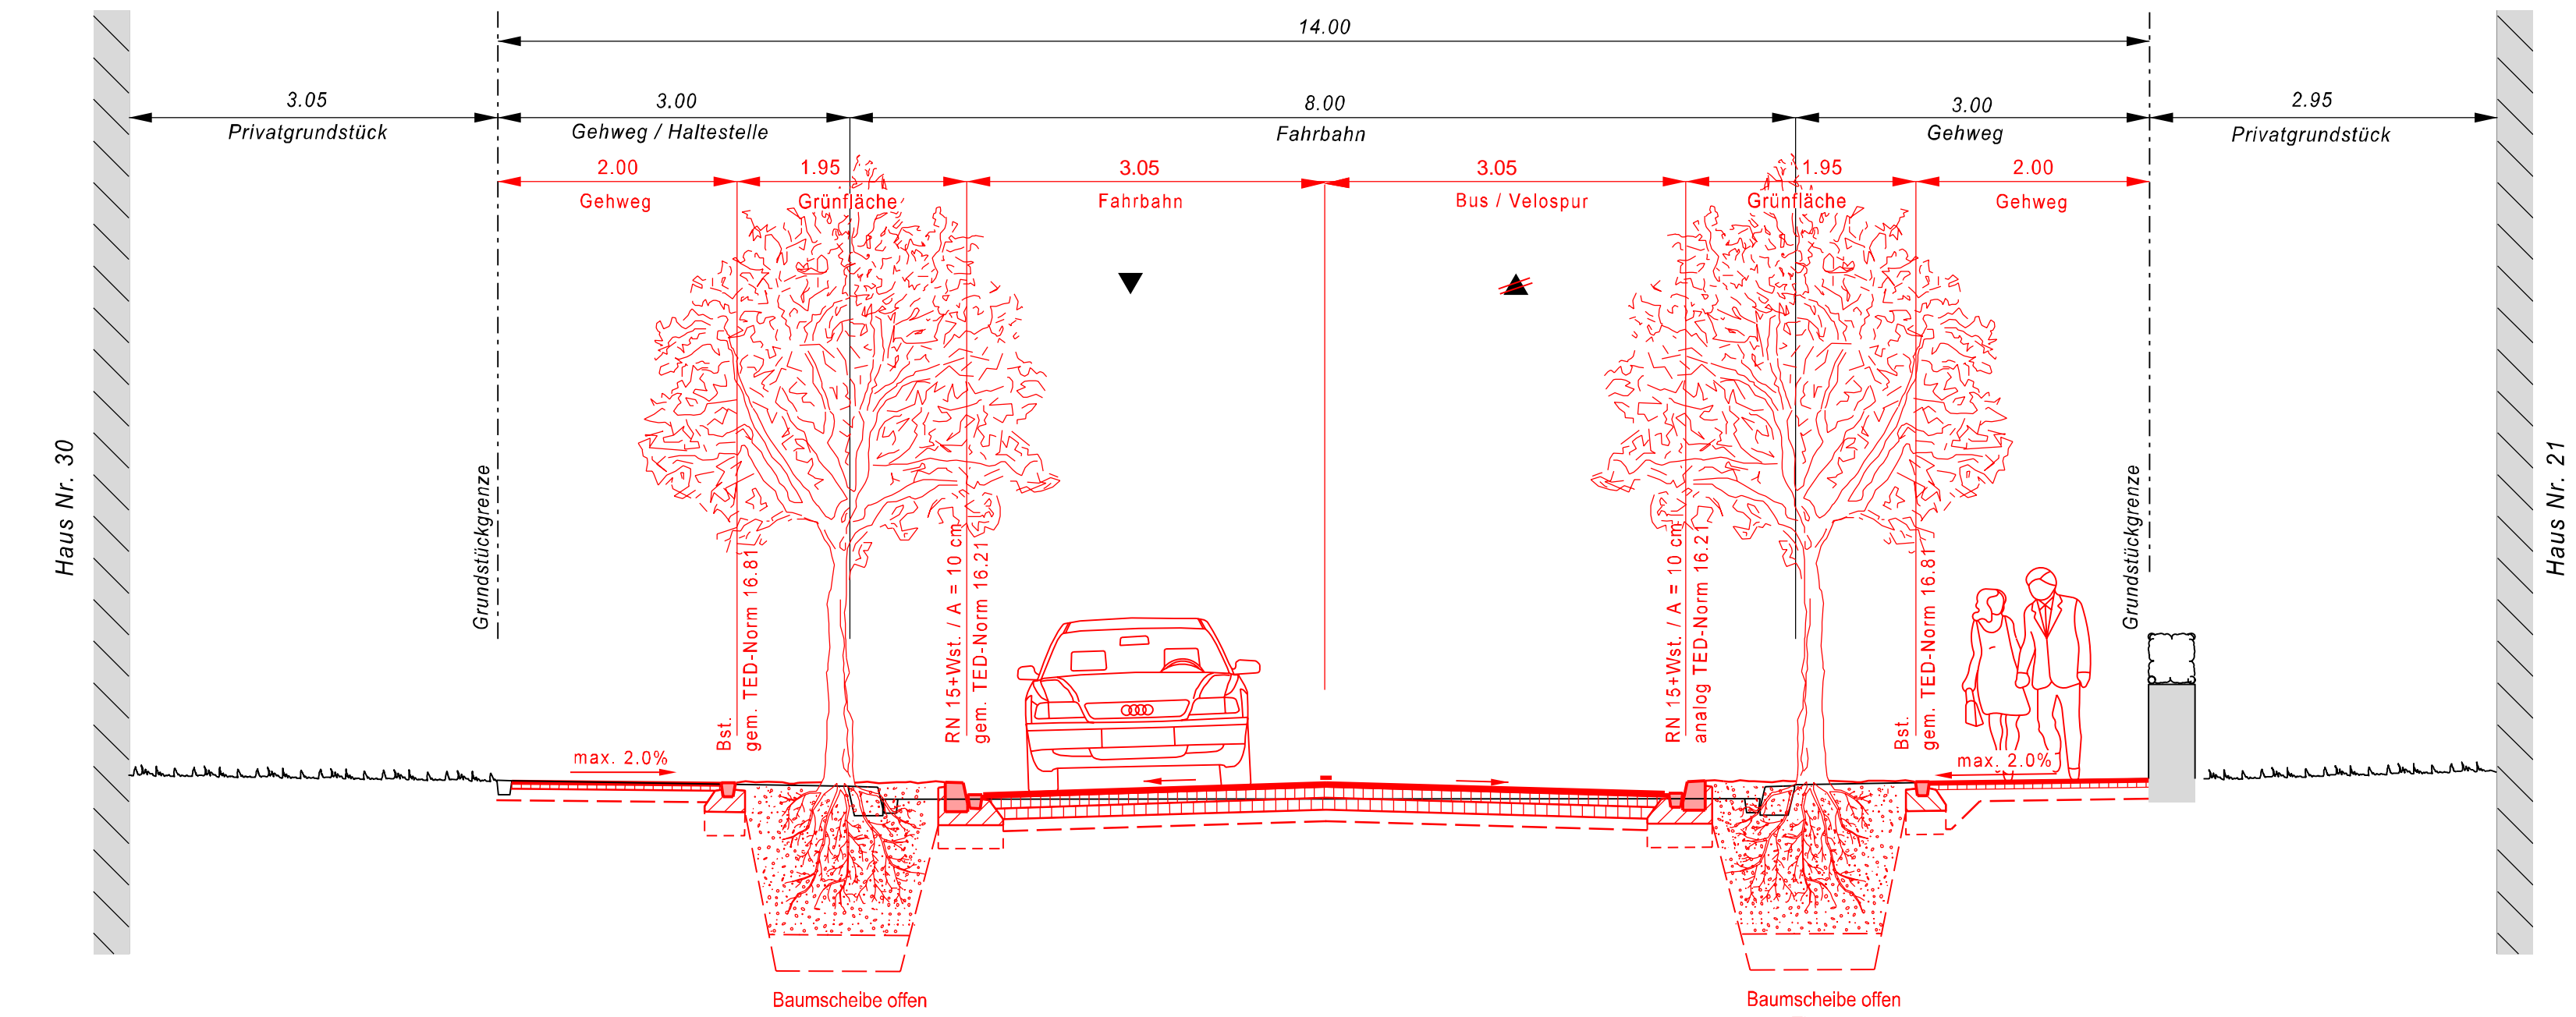 14.00
3.05
3.00
8.00
3.00
2.95
Privatgrundstück
Gehweg / Haltestelle
Fahrbahn
Gehweg
Privatgrundstück
2.00
1.95
3.05
3.05
1.95
2.00
Gehweg
Grünfläche
Fahrbahn
Bus / Velospur
Grünfläche
Gehweg
Haus Nr. 30
Grundstückgrenze
Bst.
gem. TED-Norm 16.81
RN 15+Wst. / A = 10 cm
gem. TED-Norm 16.21
RN 15+Wst. / A = 10 cm
analog TED-Norm 16.21
Bst.
gem. TED-Norm 16.81
Grundstückgrenze
Haus Nr. 21
max. 2.0%
max. 2.0%
Baumscheibe offen
Baumscheibe offen